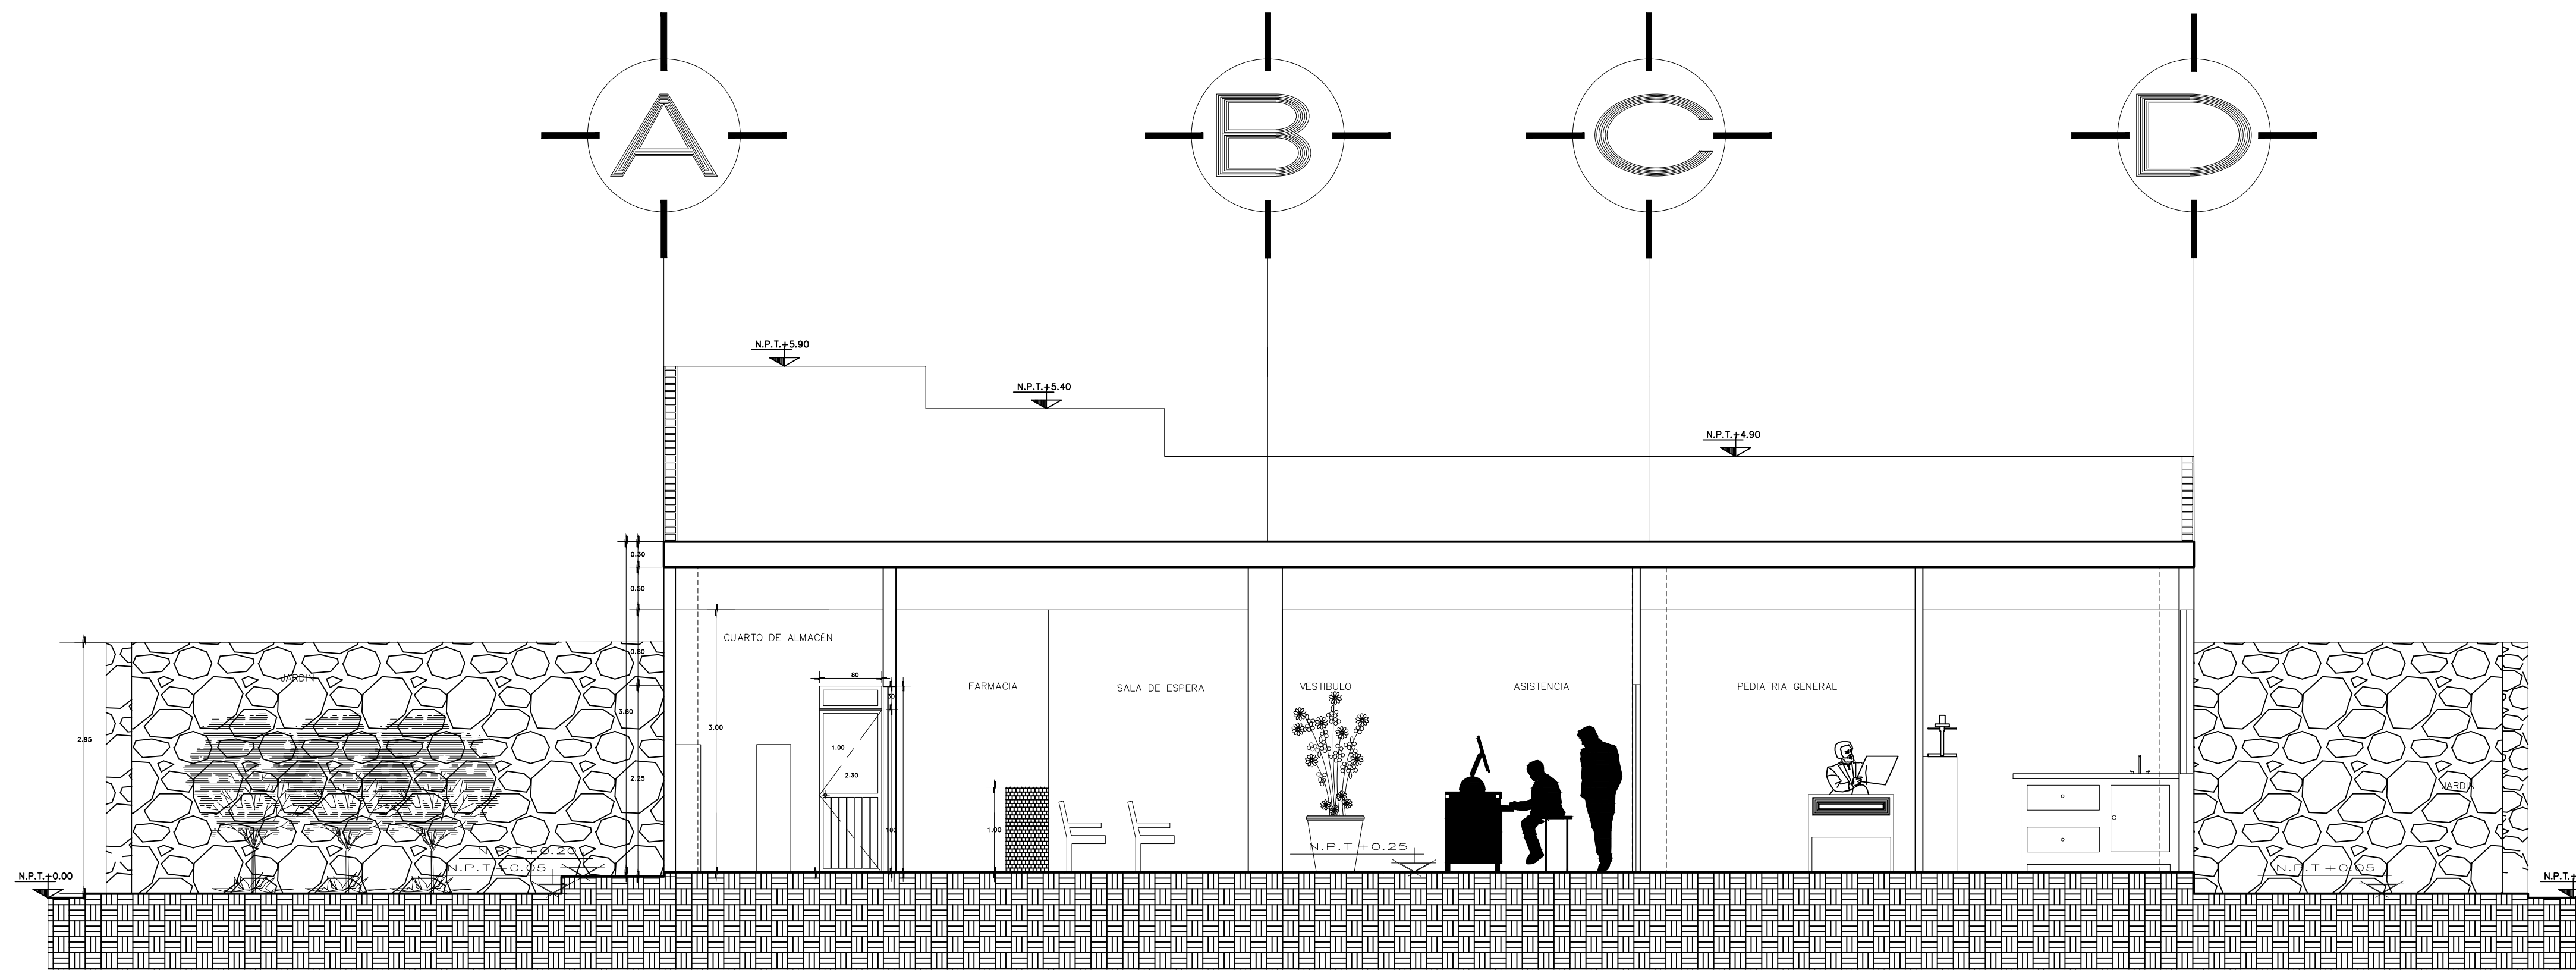 A
B
C
D
N.P.T.+5.90
N.P.T.+5.40
N.P.T.+4.90
0.30
0.50
CUARTO DE ALMACÉN
0.80
JARDIN
80
FARMACIA
SALA DE ESPERA
VESTIBULO
ASISTENCIA
PEDIATRIA GENERAL
50
3.80
3.00
2.95
1.00
2.30
2.25
JARDIN
1.00
100
N.P.T +0.20
N.P.T +0.25
N.P.T +0.05
N.P.T +0.05
N.P.T.+0.00
N.P.T.+